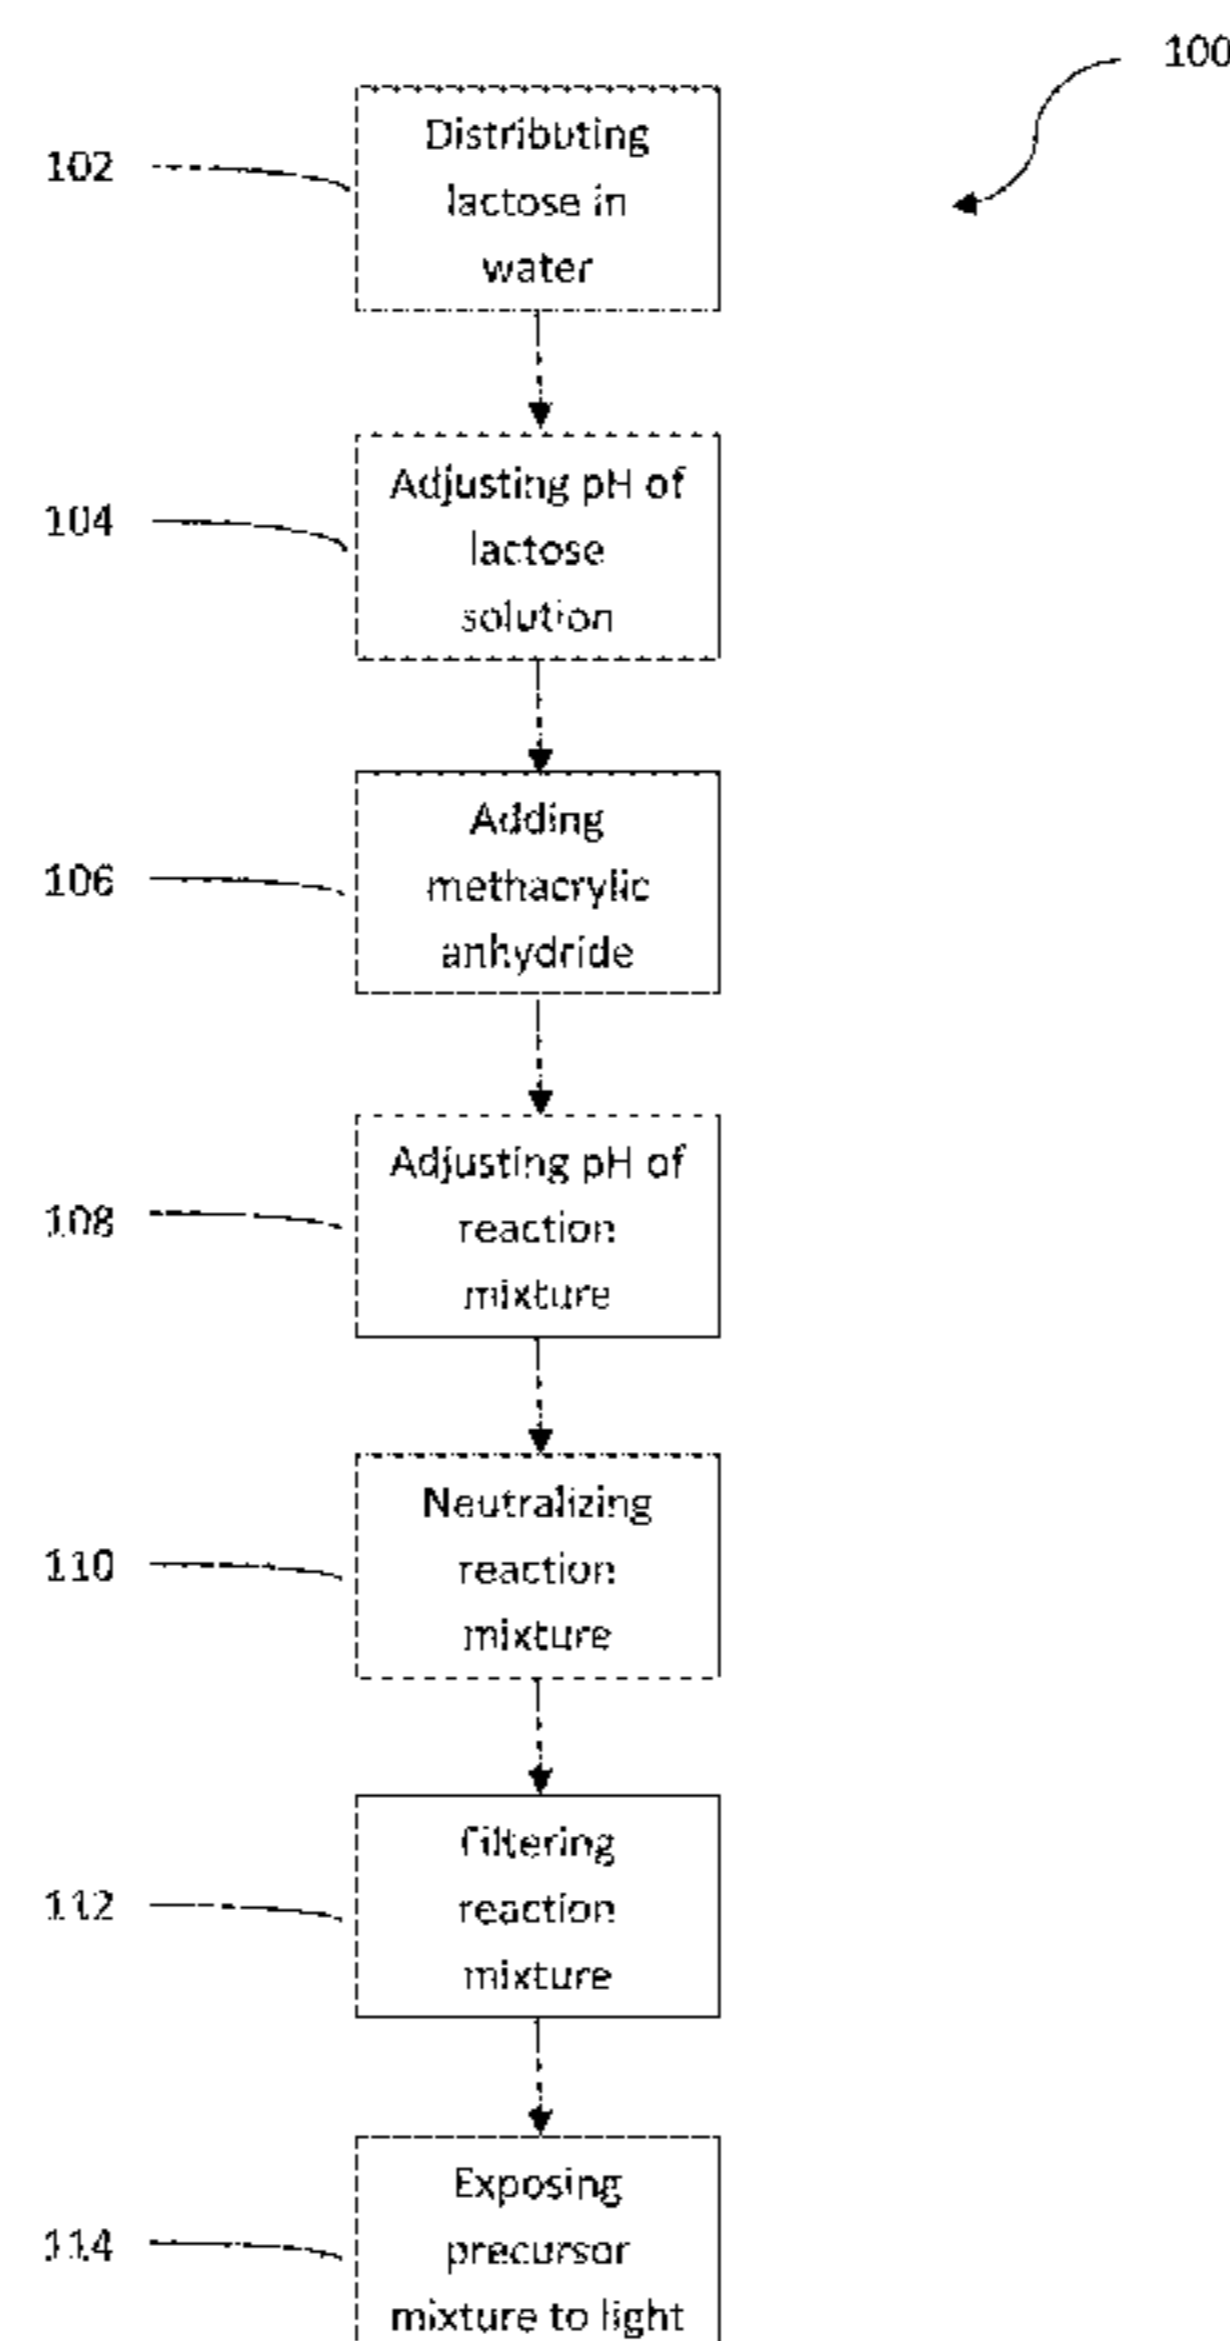 100
102
Distributing
lactose in
water
104
Adjusting pH of
lactose
solution
106
Adding
methacrylic
anhydride
108
Adjusting pH of
reaction
mixture
110
Neutralizing
reaction
mixture
112
Filtering
reaction
mixture
114
Exposing
precursor
mixture to light